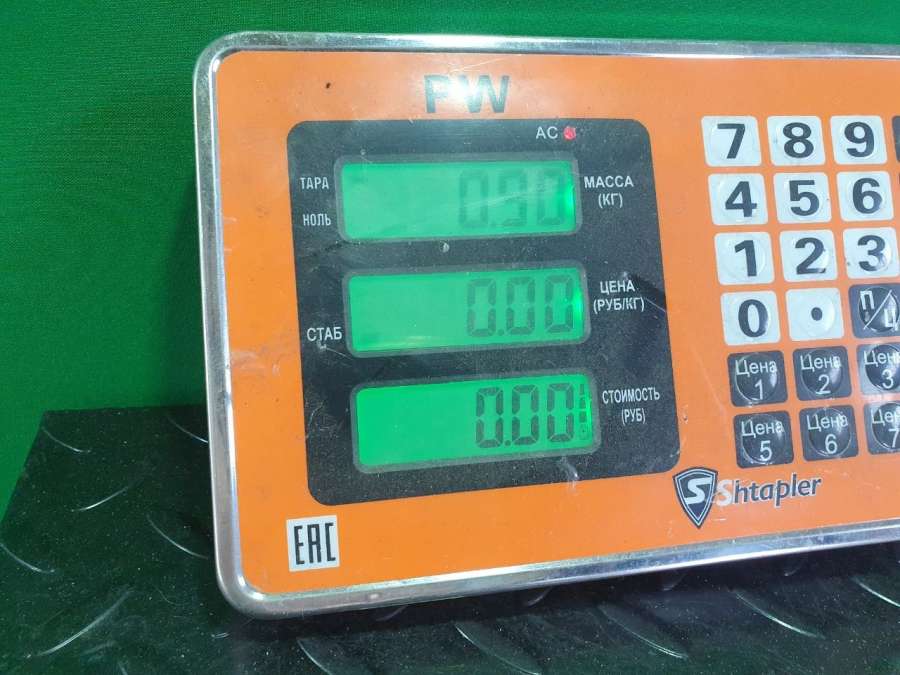 PW
AC
ТАРА
НОЛЬ
0.90
МАССА
(КГ)
СТАБ
0.00
ЦЕНА
(РУБ/КГ)
0.00
СТОИМОСТЬ
(РУБ)
7 8 9
4 5 6
1 2 3
0 . П/Ц
Цена 1 Цена 2 Цена 3
Цена 5 Цена 6 7
S Shtapler
EAC